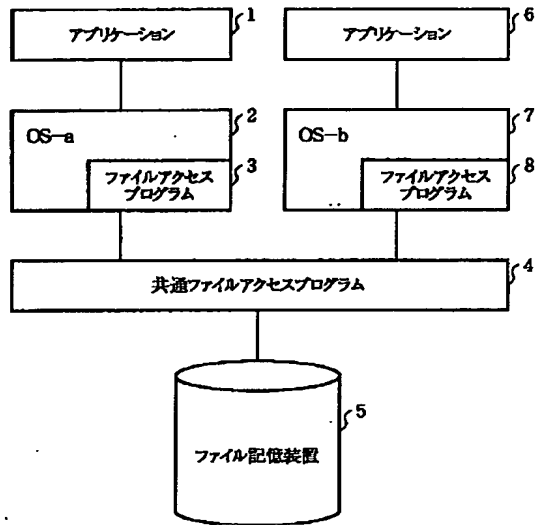 アプリケーション
1
アプリケーション
6
OS-a
2
ファイルアクセス
プログラム
3
OS-b
7
ファイルアクセス
プログラム
8
共通ファイルアクセスプログラム
4
ファイル記憶装置
5